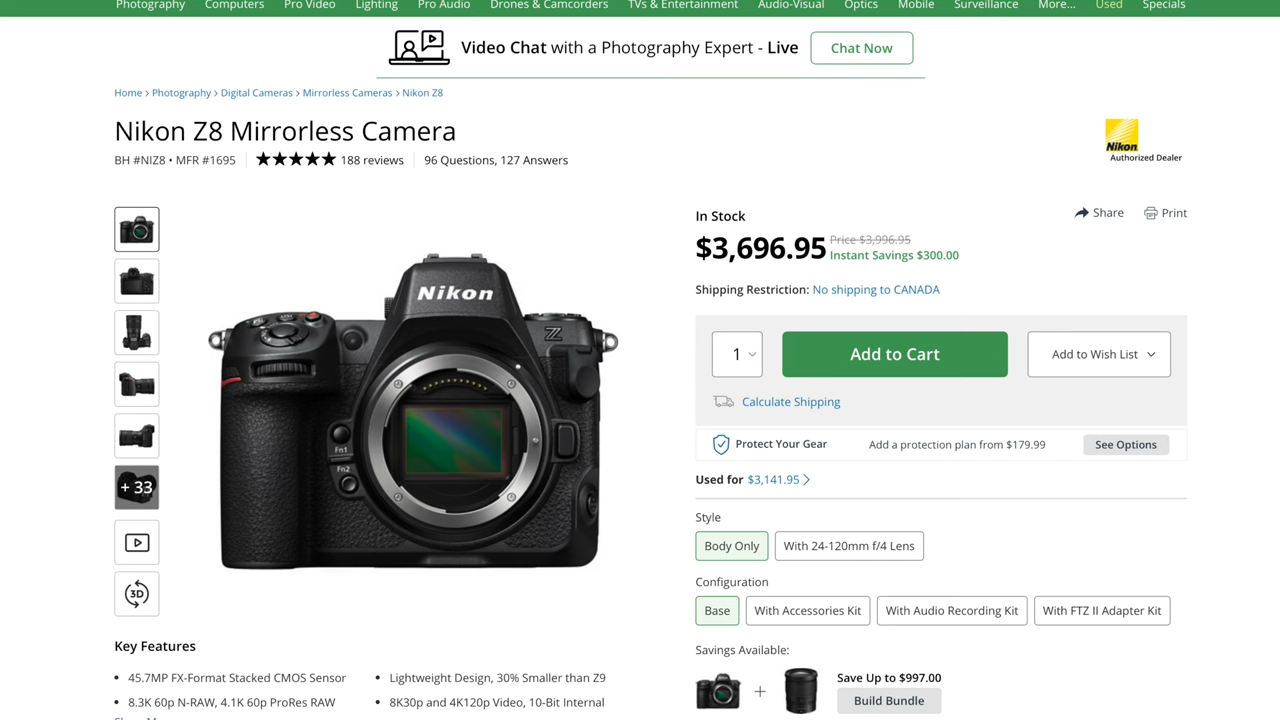 Photography Computers Pro Video Lighting Pro Audio Drones & Camcorders TVs & Entertainment Audio-Visual Optics Mobile Surveillance More... Used Specials
Video Chat with a Photography Expert - Live Chat Now
Home > Photography > Digital Cameras > Mirrorless Cameras > Nikon Z8
Nikon Z8 Mirrorless Camera
BH #NIZ8 • MFR #1695 188 reviews 96 Questions, 127 Answers
Nikon
Authorized Dealer
In Stock
Share Print
$3,696.95 Price $3,996.95
Instant Savings $300.00
Shipping Restriction: No shipping to CANADA
1 Add to Cart Add to Wish List
Calculate Shipping
Protect Your Gear Add a protection plan from $179.99 See Options
Used for $3,141.95 >
Style
Body Only With 24-120mm f/4 Lens
Configuration
Base With Accessories Kit With Audio Recording Kit With FTZ II Adapter Kit
Savings Available:
Save Up to $997.00
+
Build Bundle
Nikon
Z
Fn1
Fn2
+ 33
3D
Key Features
• 45.7MP FX-Format Stacked CMOS Sensor
• 8.3K 60p N-RAW, 4.1K 60p ProRes RAW
• Lightweight Design, 30% Smaller than Z9
• 8K30p and 4K120p Video, 10-Bit Internal